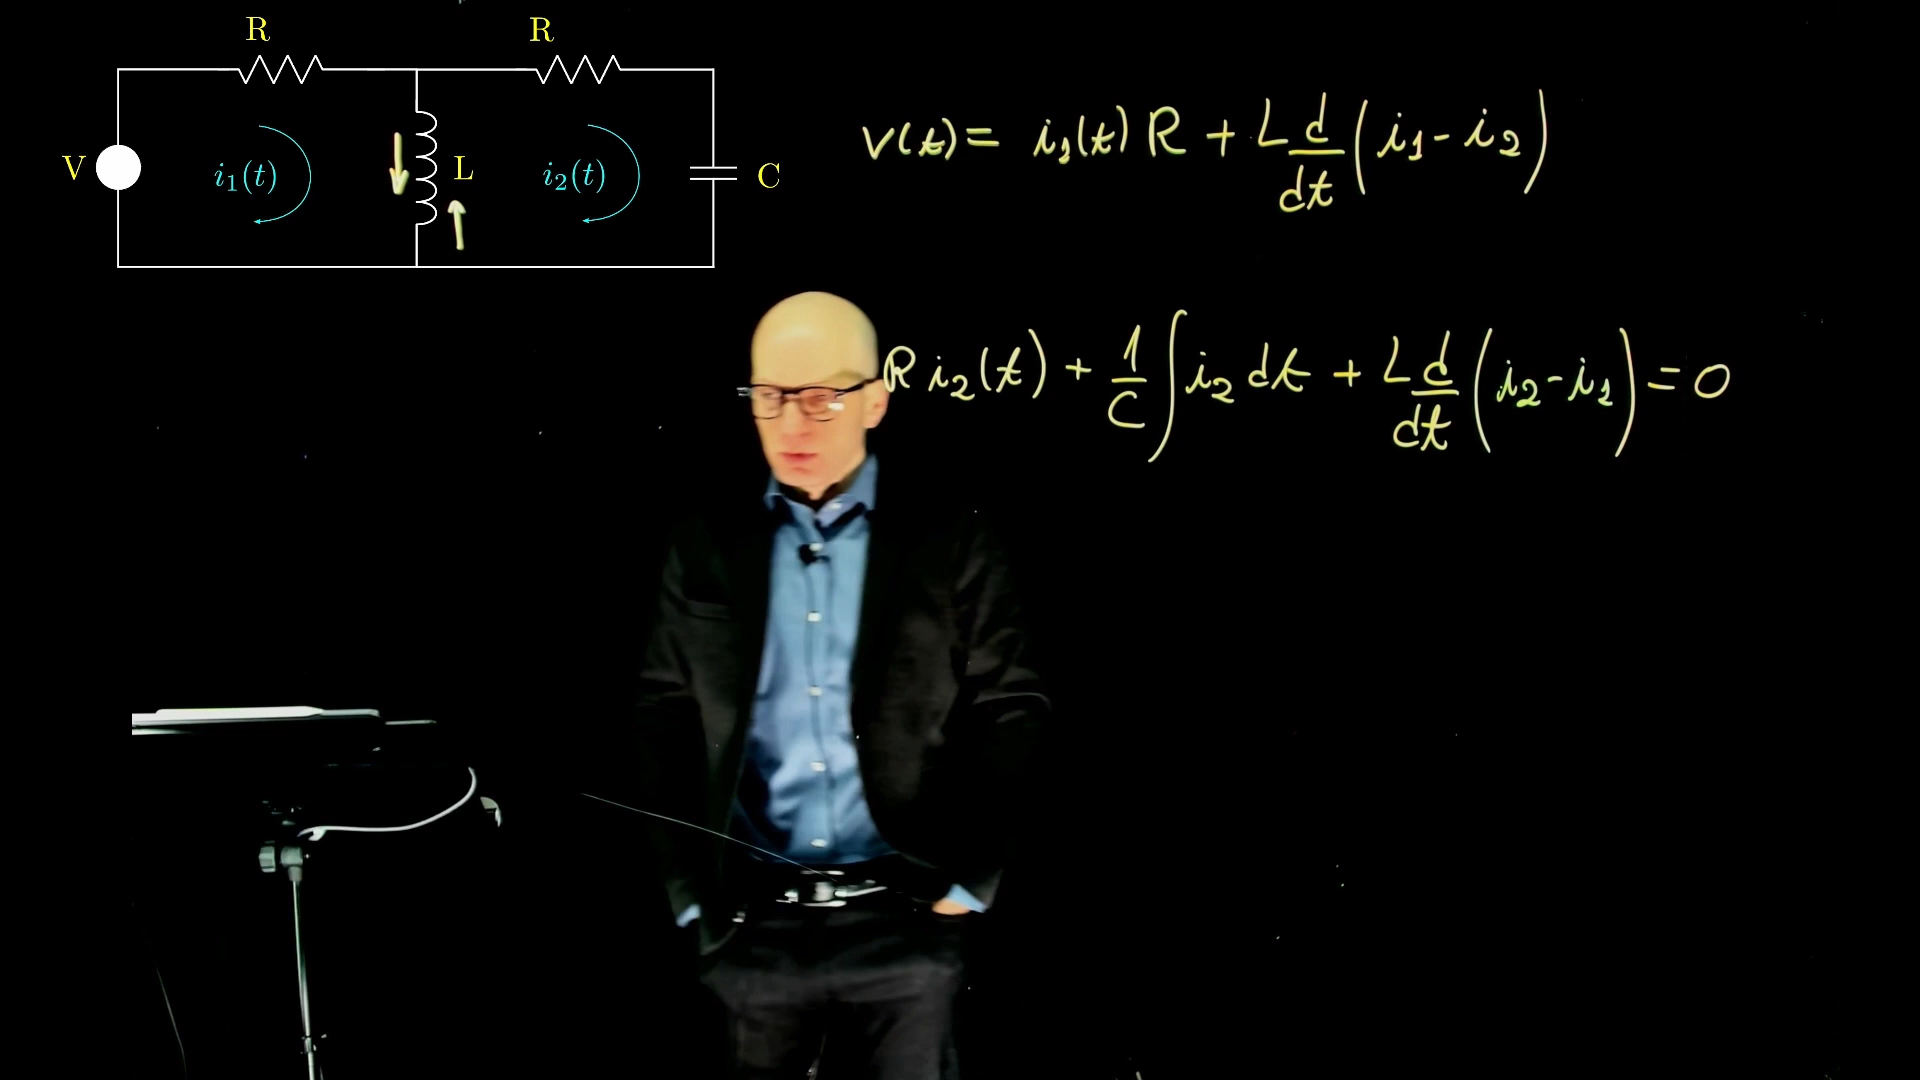 R R
V i₁(t) L i₂(t) C
v(t) = i₁(t) R + L d/dt (i₁ - i₂)
R i₂(t) + 1/C ∫ i₂ dt + L d/dt (i₂ - i₁) = 0